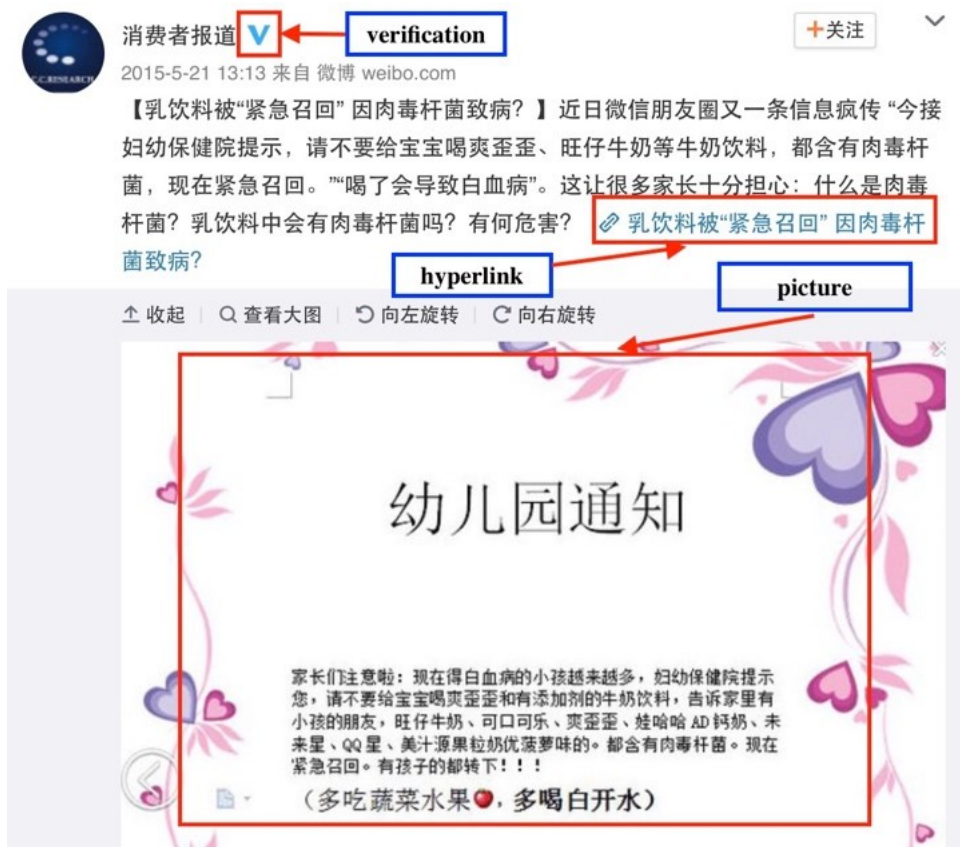 消费者报道 V
verification
+关注
2015-5-21 13:13 来自 微博 weibo.com
【乳饮料被“紧急召回” 因肉毒杆菌致病？】近日微信朋友圈又一条信息疯传 “今接
妇幼保健院提示，请不要给宝宝喝爽歪歪、旺仔牛奶等牛奶饮料，都含有肉毒杆
菌，现在紧急召回。”“喝了会导致白血病”。这让很多家长十分担心：什么是肉毒
杆菌？乳饮料中会有肉毒杆菌吗？有何危害？ 乳饮料被“紧急召回” 因肉毒杆
菌致病？
hyperlink
picture
收起 查看大图 向左旋转 向右旋转
幼儿园通知
家长们注意啦：现在得白血病的小孩越来越多，妇幼保健院提示
您，请不要给宝宝喝爽歪歪和有添加剂的牛奶饮料，告诉家里有
小孩的朋友，旺仔牛奶、可口可乐、爽歪歪、娃哈哈 AD 钙奶、未
来星、QQ 星、美汁源果粒奶优菠萝味的。都含有肉毒杆菌。现在
紧急召回。有孩子的都转下！！！
（多吃蔬菜水果🍎，多喝白开水）